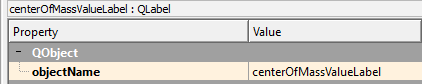 centerOfMassValueLabel : QLabel
Property Value
QObject
objectName centerOfMassValueLabel